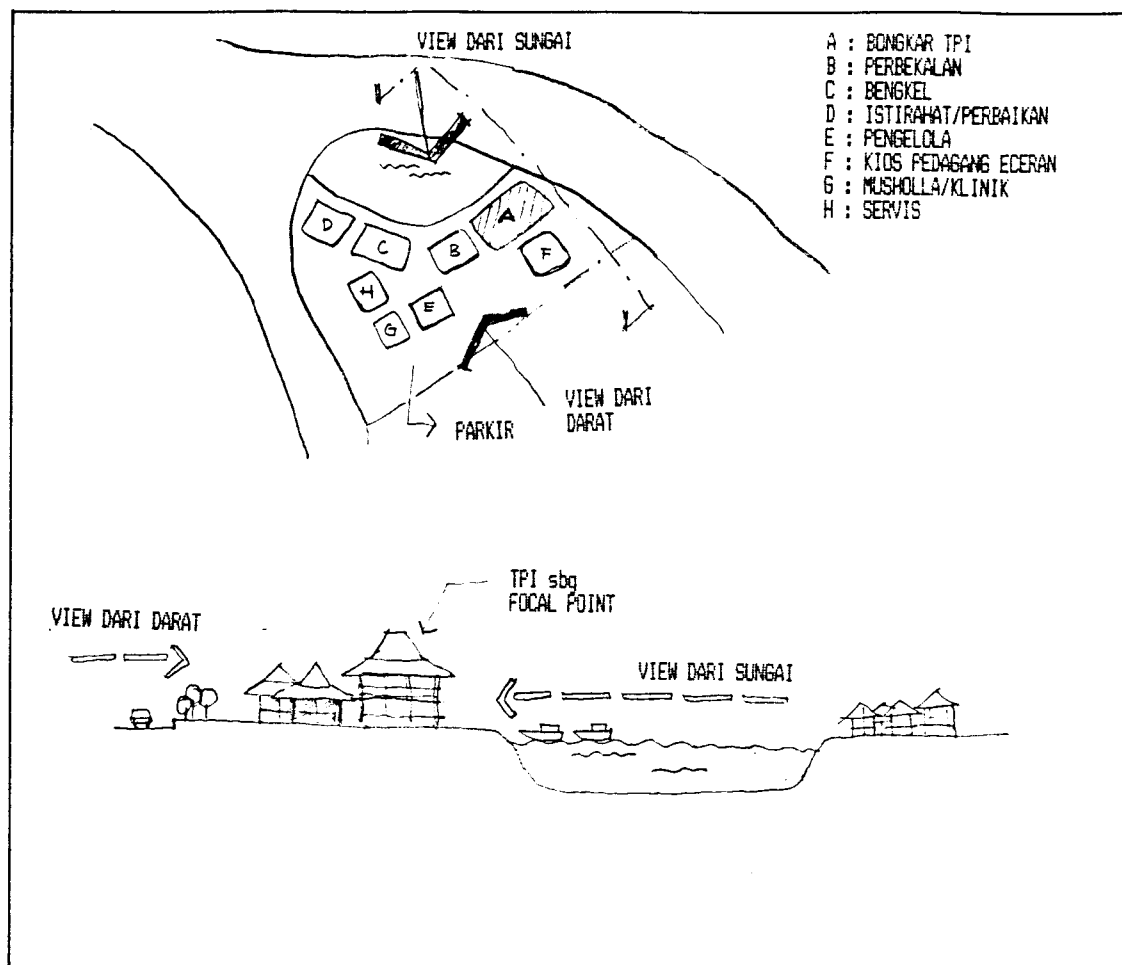 VIEW DARI SUNGAI
A : BONGKAR TPI
B : PERBEKALAN
C : BENGKEL
D : ISTIRAHAT/PERBAIKAN
E : PENGELOLA
F : KIOS PEDAGANG ECERAN
G : MUSHOLLA/KLINIK
H : SERVIS
A
D
C
B
F
H
E
G
VIEW DARI
DARAT
PARKIR
TPI sbg
FOCAL POINT
VIEW DARI DARAT
VIEW DARI SUNGAI